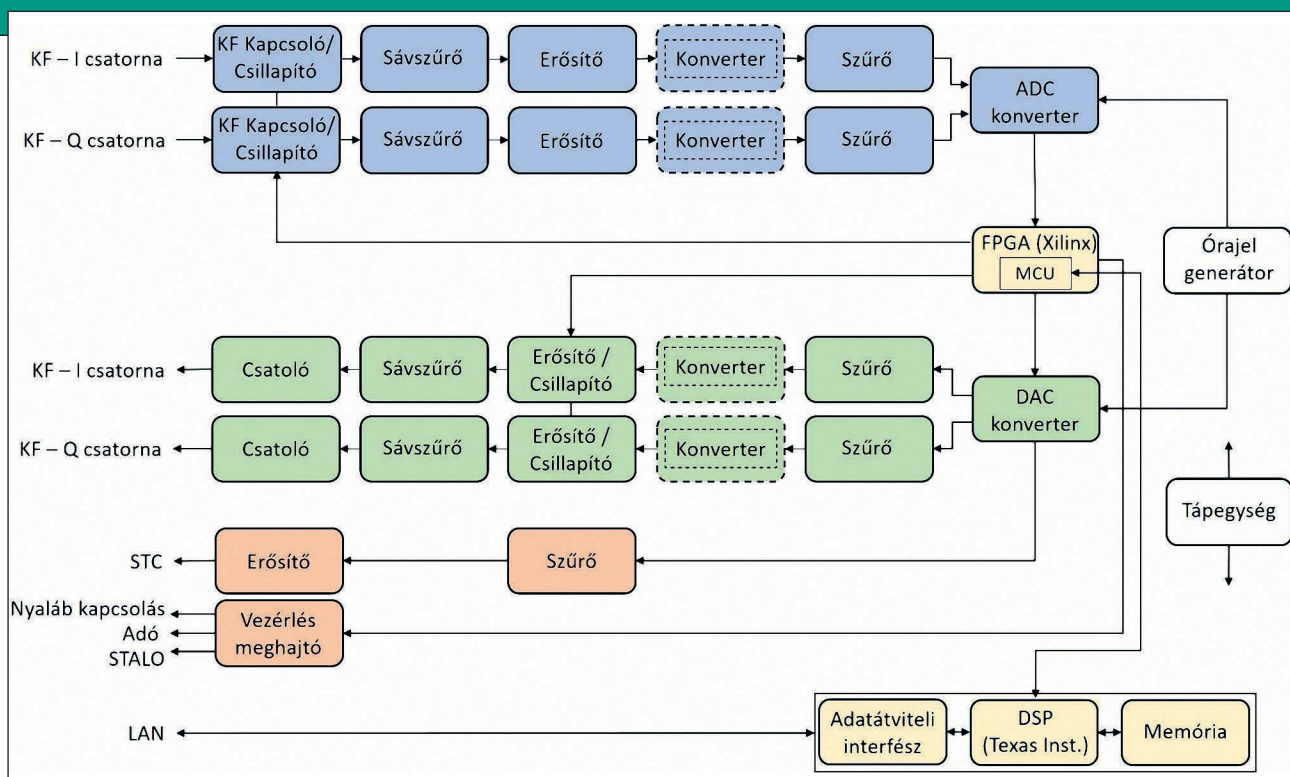 KF – I csatorna
KF Kapcsoló/
Csillapító
Sávszűrő
Erősítő
Konverter
Szűrő
ADC
konverter
KF – Q csatorna
KF Kapcsoló/
Csillapító
Sávszűrő
Erősítő
Konverter
Szűrő
FPGA (Xilinx)
MCU
Órajel
generátor
KF – I csatorna
Csatoló
Sávszűrő
Erősítő /
Csillapító
Konverter
Szűrő
DAC
konverter
KF – Q csatorna
Csatoló
Sávszűrő
Erősítő /
Csillapító
Konverter
Szűrő
Tápegység
STC
Erősítő
Szűrő
Nyaláb kapcsolás
Adó
STALO
Vezérlés
meghajtó
LAN
Adatátviteli
interfész
DSP
(Texas Inst.)
Memória